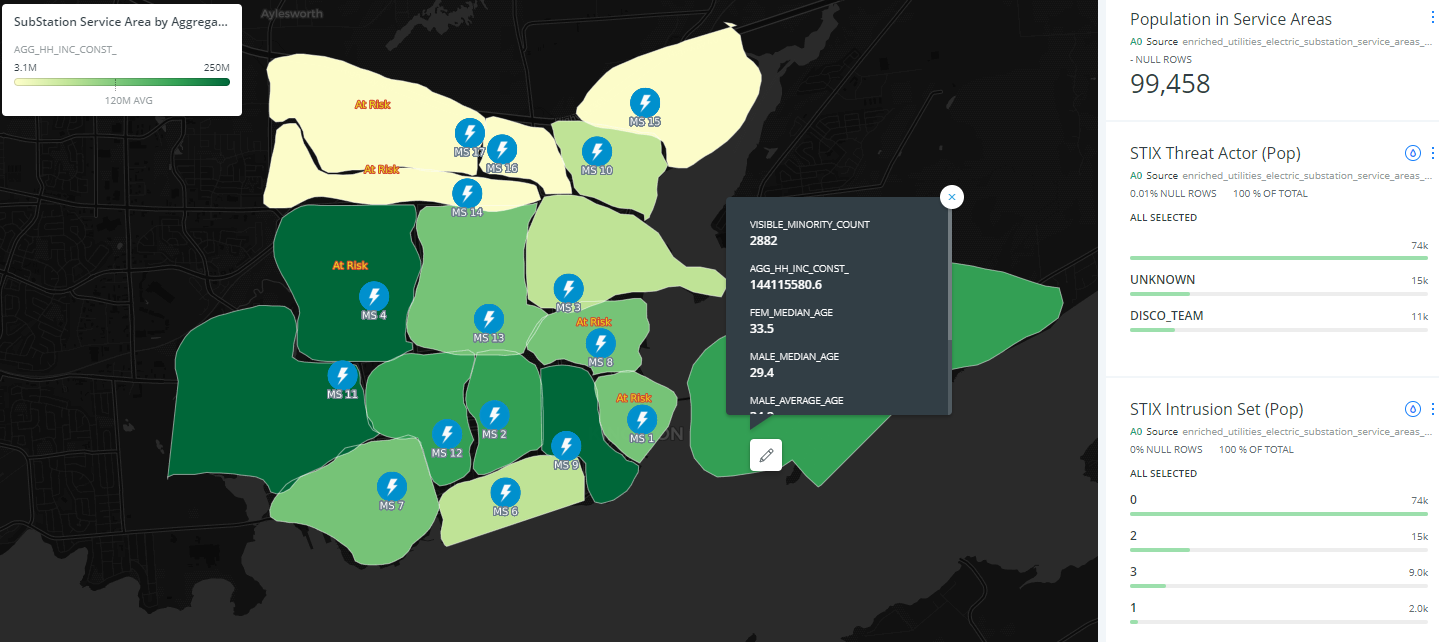 SubStation Service Area by Aggrega...
AGG_HH_INC_CONST_
3.1M 250M
120M AVG
Aylesworth
At Risk
MS 15
MS 17
MS 16
MS 10
At Risk
MS 14
At Risk
MS 4
MS 3
MS 13
At Risk
MS 8
MS 11
At Risk
MS 1
MS 2
MS 12
ON
MS 9
MS 7
MS 6
VISIBLE_MINORITY_COUNT
2882
AGG_HH_INC_CONST_
144115580.6
FEM_MEDIAN_AGE
33.5
MALE_MEDIAN_AGE
29.4
MALE_AVERAGE_AGE
Population in Service Areas
A0 Source enriched_utilities_electric_substation_service_areas_...
- NULL ROWS
99,458
STIX Threat Actor (Pop)
A0 Source enriched_utilities_electric_substation_service_areas_...
0.01% NULL ROWS 100 % OF TOTAL
ALL SELECTED
74k
UNKNOWN 15k
DISCO_TEAM 11k
STIX Intrusion Set (Pop)
A0 Source enriched_utilities_electric_substation_service_areas_...
0% NULL ROWS 100 % OF TOTAL
ALL SELECTED
0 74k
2 15k
3 9.0k
1 2.0k